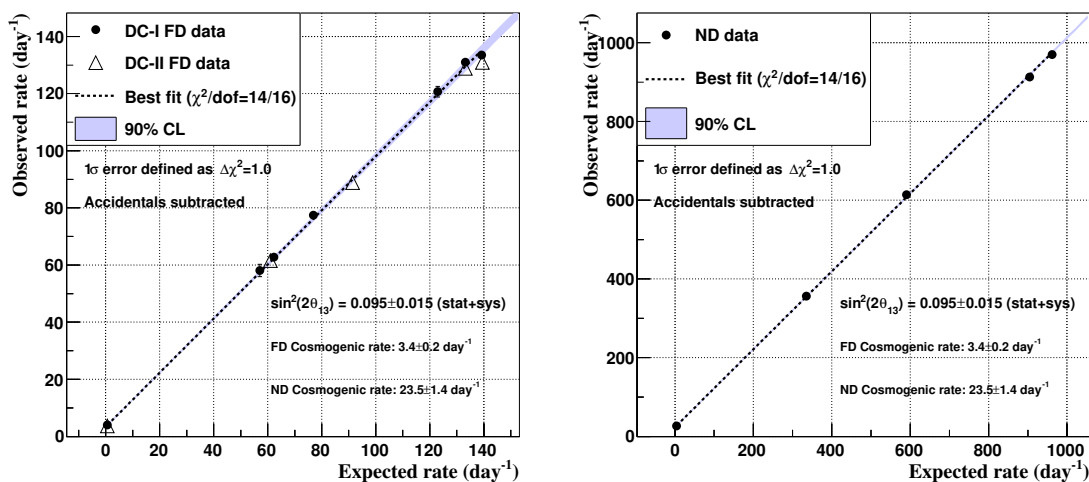 Observed rate (day⁻¹)
140
120
100
80
60
40
20
0
DC-I FD data
DC-II FD data
Best fit (χ²/dof=14/16)
90% CL
1σ error defined as Δχ²=1.0
Accidentals subtracted
sin²(2θ₁₃) = 0.095±0.015 (stat+sys)
FD Cosmogenic rate: 3.4±0.2 day⁻¹
ND Cosmogenic rate: 23.5±1.4 day⁻¹
0 20 40 60 80 100 120 140
Expected rate (day⁻¹)
Observed rate (day⁻¹)
1000
800
600
400
200
0
ND data
Best fit (χ²/dof=14/16)
90% CL
1σ error defined as Δχ²=1.0
Accidentals subtracted
sin²(2θ₁₃) = 0.095±0.015 (stat+sys)
FD Cosmogenic rate: 3.4±0.2 day⁻¹
ND Cosmogenic rate: 23.5±1.4 day⁻¹
0 200 400 600 800 1000
Expected rate (day⁻¹)